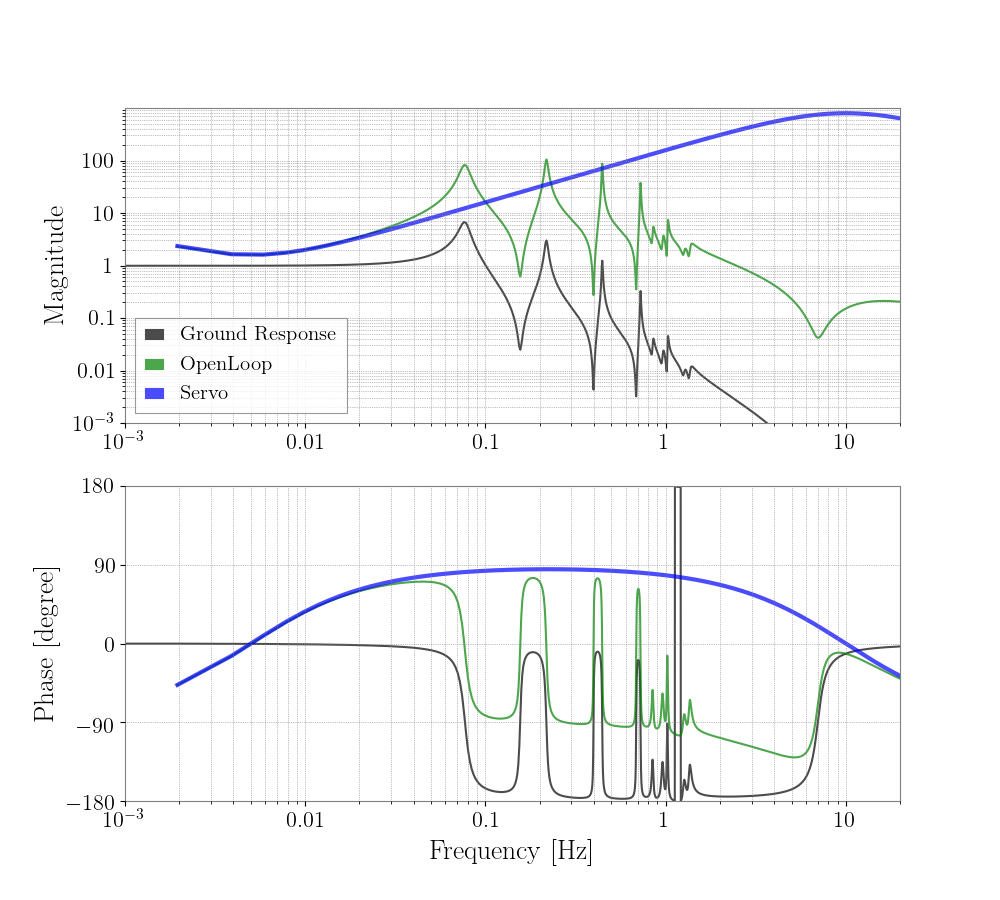 Magnitude
100
10
1
0.1
0.01
10⁻³
Ground Response
OpenLoop
Servo
10⁻³ 0.01 0.1 1 10
Phase [degree]
180
90
0
−90
−180
10⁻³ 0.01 0.1 1 10
Frequency [Hz]